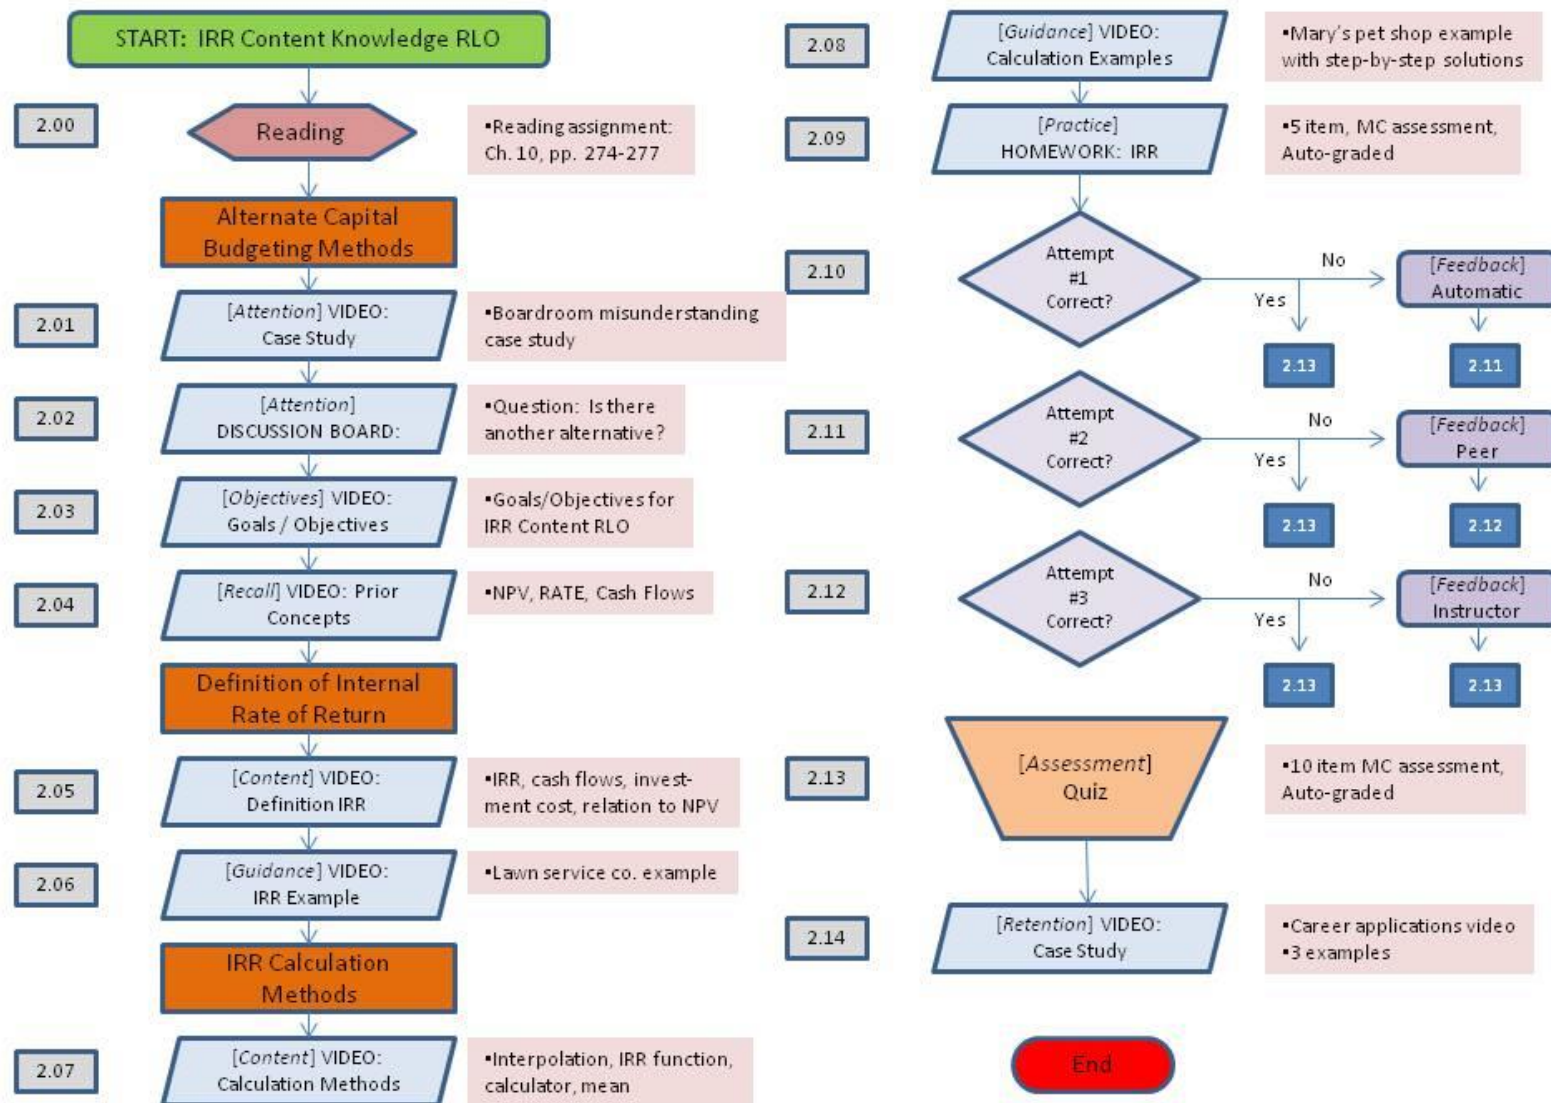 START: IRR Content Knowledge RLO
2.00
Reading
▪Reading assignment:
Ch. 10, pp. 274-277
Alternate Capital
Budgeting Methods
2.01
[Attention] VIDEO:
Case Study
▪Boardroom misunderstanding
case study
2.02
[Attention]
DISCUSSION BOARD:
▪Question: Is there
another alternative?
2.03
[Objectives] VIDEO:
Goals / Objectives
▪Goals/Objectives for
IRR Content RLO
2.04
[Recall] VIDEO: Prior
Concepts
▪NPV, RATE, Cash Flows
Definition of Internal
Rate of Return
2.05
[Content] VIDEO:
Definition IRR
▪IRR, cash flows, invest-
ment cost, relation to NPV
2.06
[Guidance] VIDEO:
IRR Example
▪Lawn service co. example
IRR Calculation
Methods
2.07
[Content] VIDEO:
Calculation Methods
▪Interpolation, IRR function,
calculator, mean
2.08
[Guidance] VIDEO:
Calculation Examples
▪Mary's pet shop example
with step-by-step solutions
2.09
[Practice]
HOMEWORK: IRR
▪5 item, MC assessment,
Auto-graded
2.10
Attempt
#1
Correct?
No
Yes
[Feedback]
Automatic
2.13
2.11
2.11
Attempt
#2
Correct?
No
Yes
[Feedback]
Peer
2.13
2.12
2.12
Attempt
#3
Correct?
No
Yes
[Feedback]
Instructor
2.13
2.13
2.13
[Assessment]
Quiz
▪10 item MC assessment,
Auto-graded
2.14
[Retention] VIDEO:
Case Study
▪Career applications video
▪3 examples
End